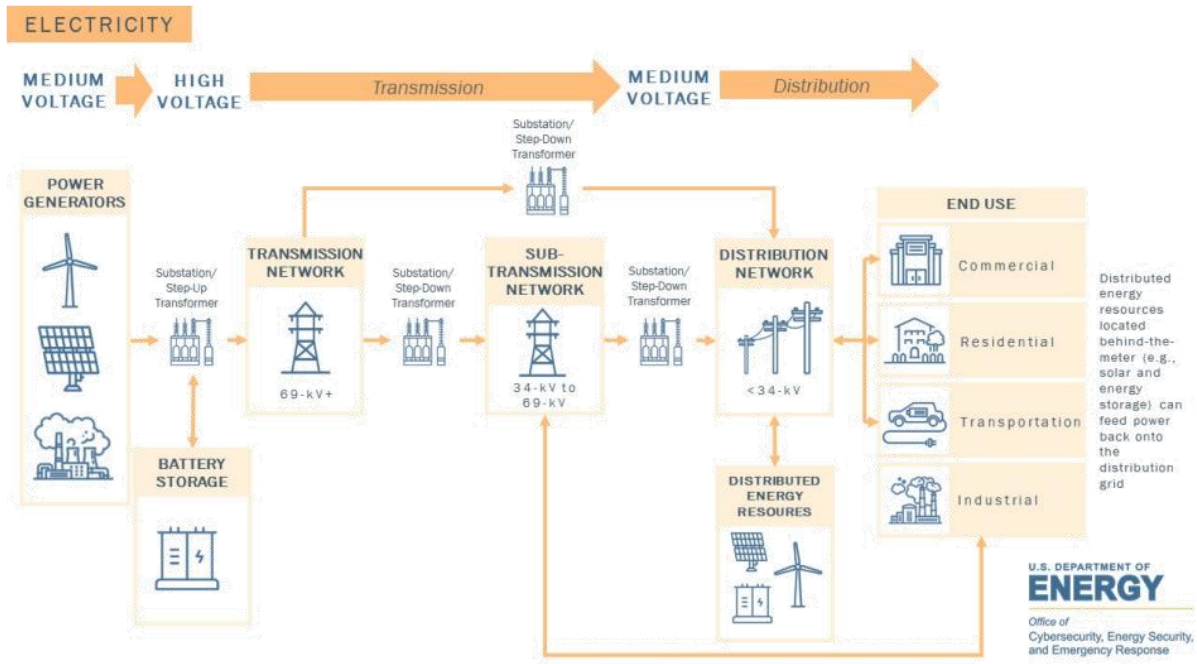 ELECTRICITY
MEDIUM
VOLTAGE
HIGH
VOLTAGE
Transmission
MEDIUM
VOLTAGE
Distribution
Substation/
Step-Down
Transformer
POWER
GENERATORS
Substation/
Step-Up
Transformer
BATTERY
STORAGE
TRANSMISSION
NETWORK
69-kV+
Substation/
Step-Down
Transformer
SUB-
TRANSMISSION
NETWORK
34-kV to
69-kV
Substation/
Step-Down
Transformer
DISTRIBUTION
NETWORK
<34-kV
DISTRIBUTED
ENERGY
RESOURES
END USE
Commercial
Residential
Transportation
Industrial
Distributed
energy
resources
located
behind-the-
meter (e.g.,
solar and
energy
storage) can
feed power
back onto
the
distribution
grid
U.S. DEPARTMENT OF
ENERGY
Office of
Cybersecurity, Energy Security,
and Emergency Response